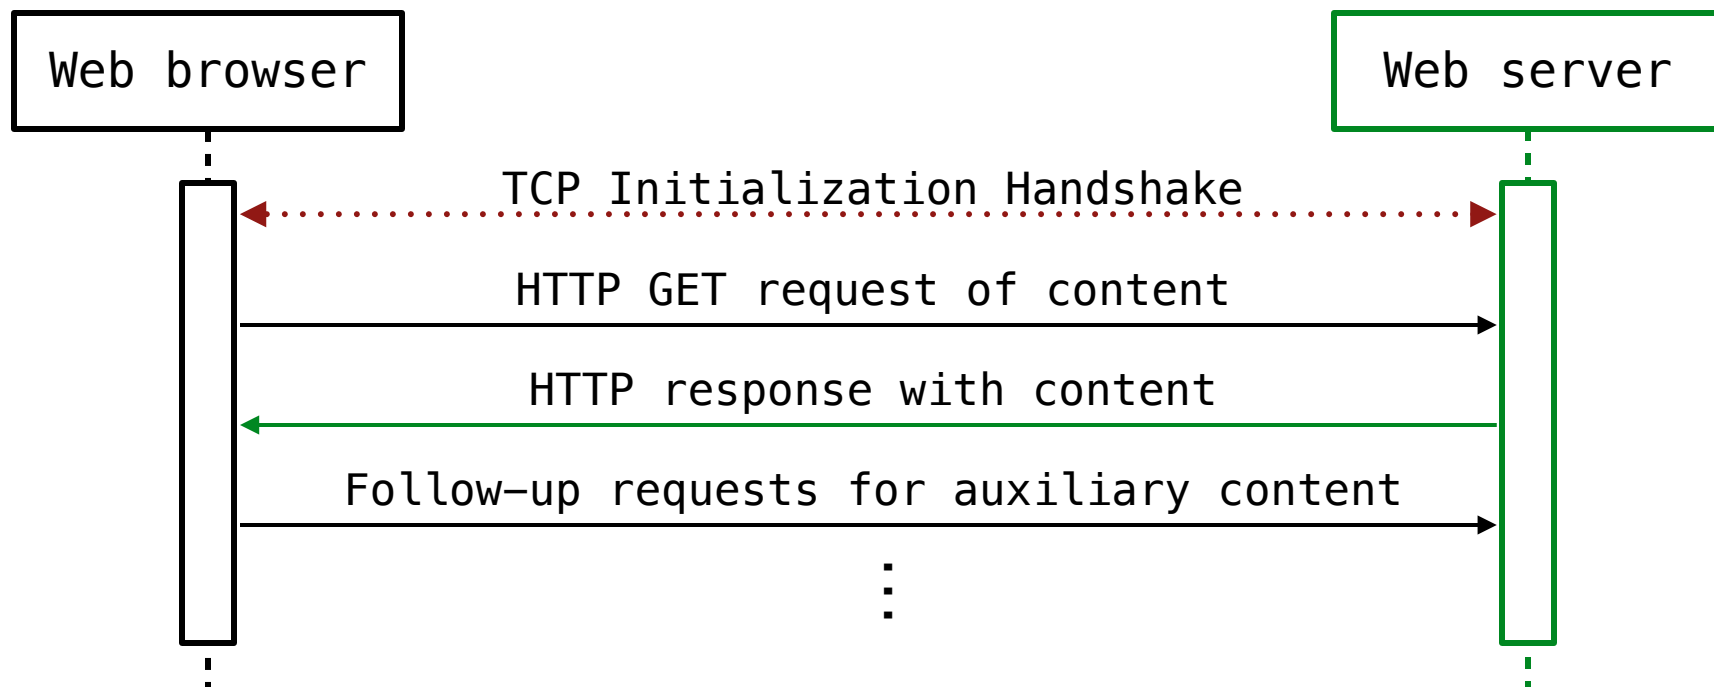 Web browser
Web server
TCP Initialization Handshake
HTTP GET request of content
HTTP response with content
Follow-up requests for auxiliary content